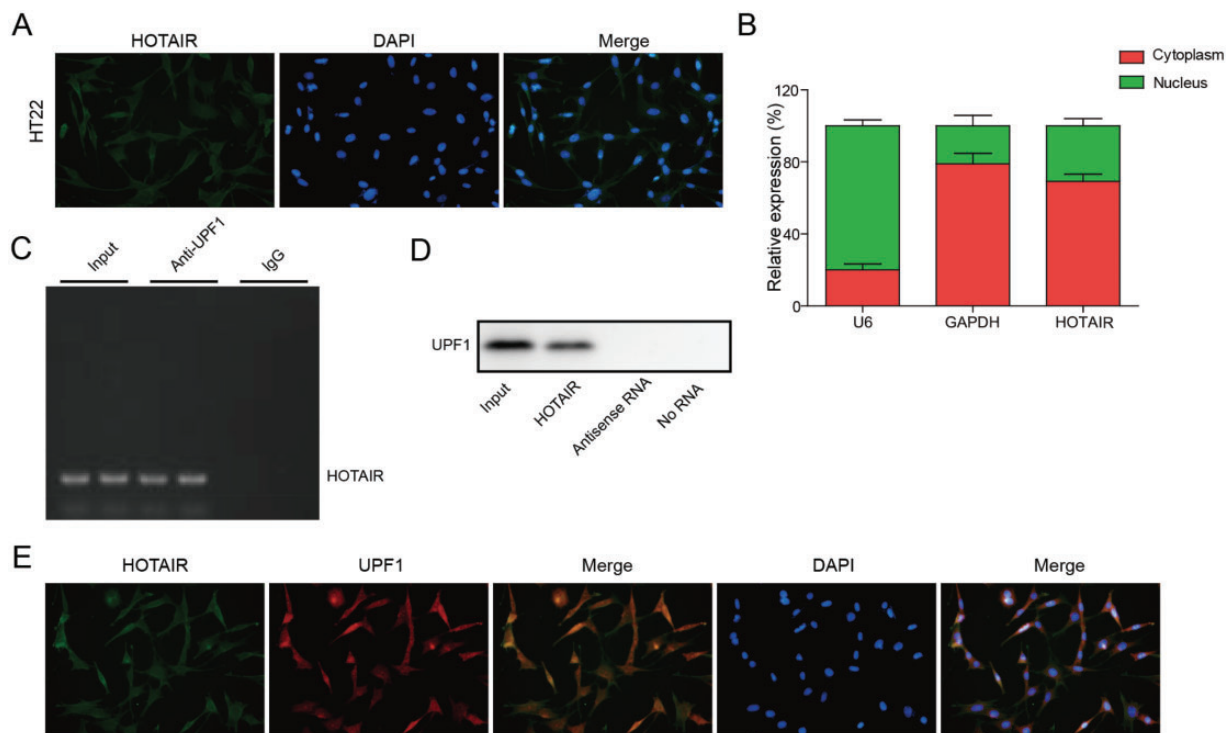 A
HOTAIR
DAPI
Merge
HT22
B
Cytoplasm
Nucleus
Relative expression (%)
120
80
40
0
U6
GAPDH
HOTAIR
C
Input
Anti-UPF1
IgG
HOTAIR
D
UPF1
Input
HOTAIR
Antisense RNA
No RNA
E
HOTAIR
UPF1
Merge
DAPI
Merge